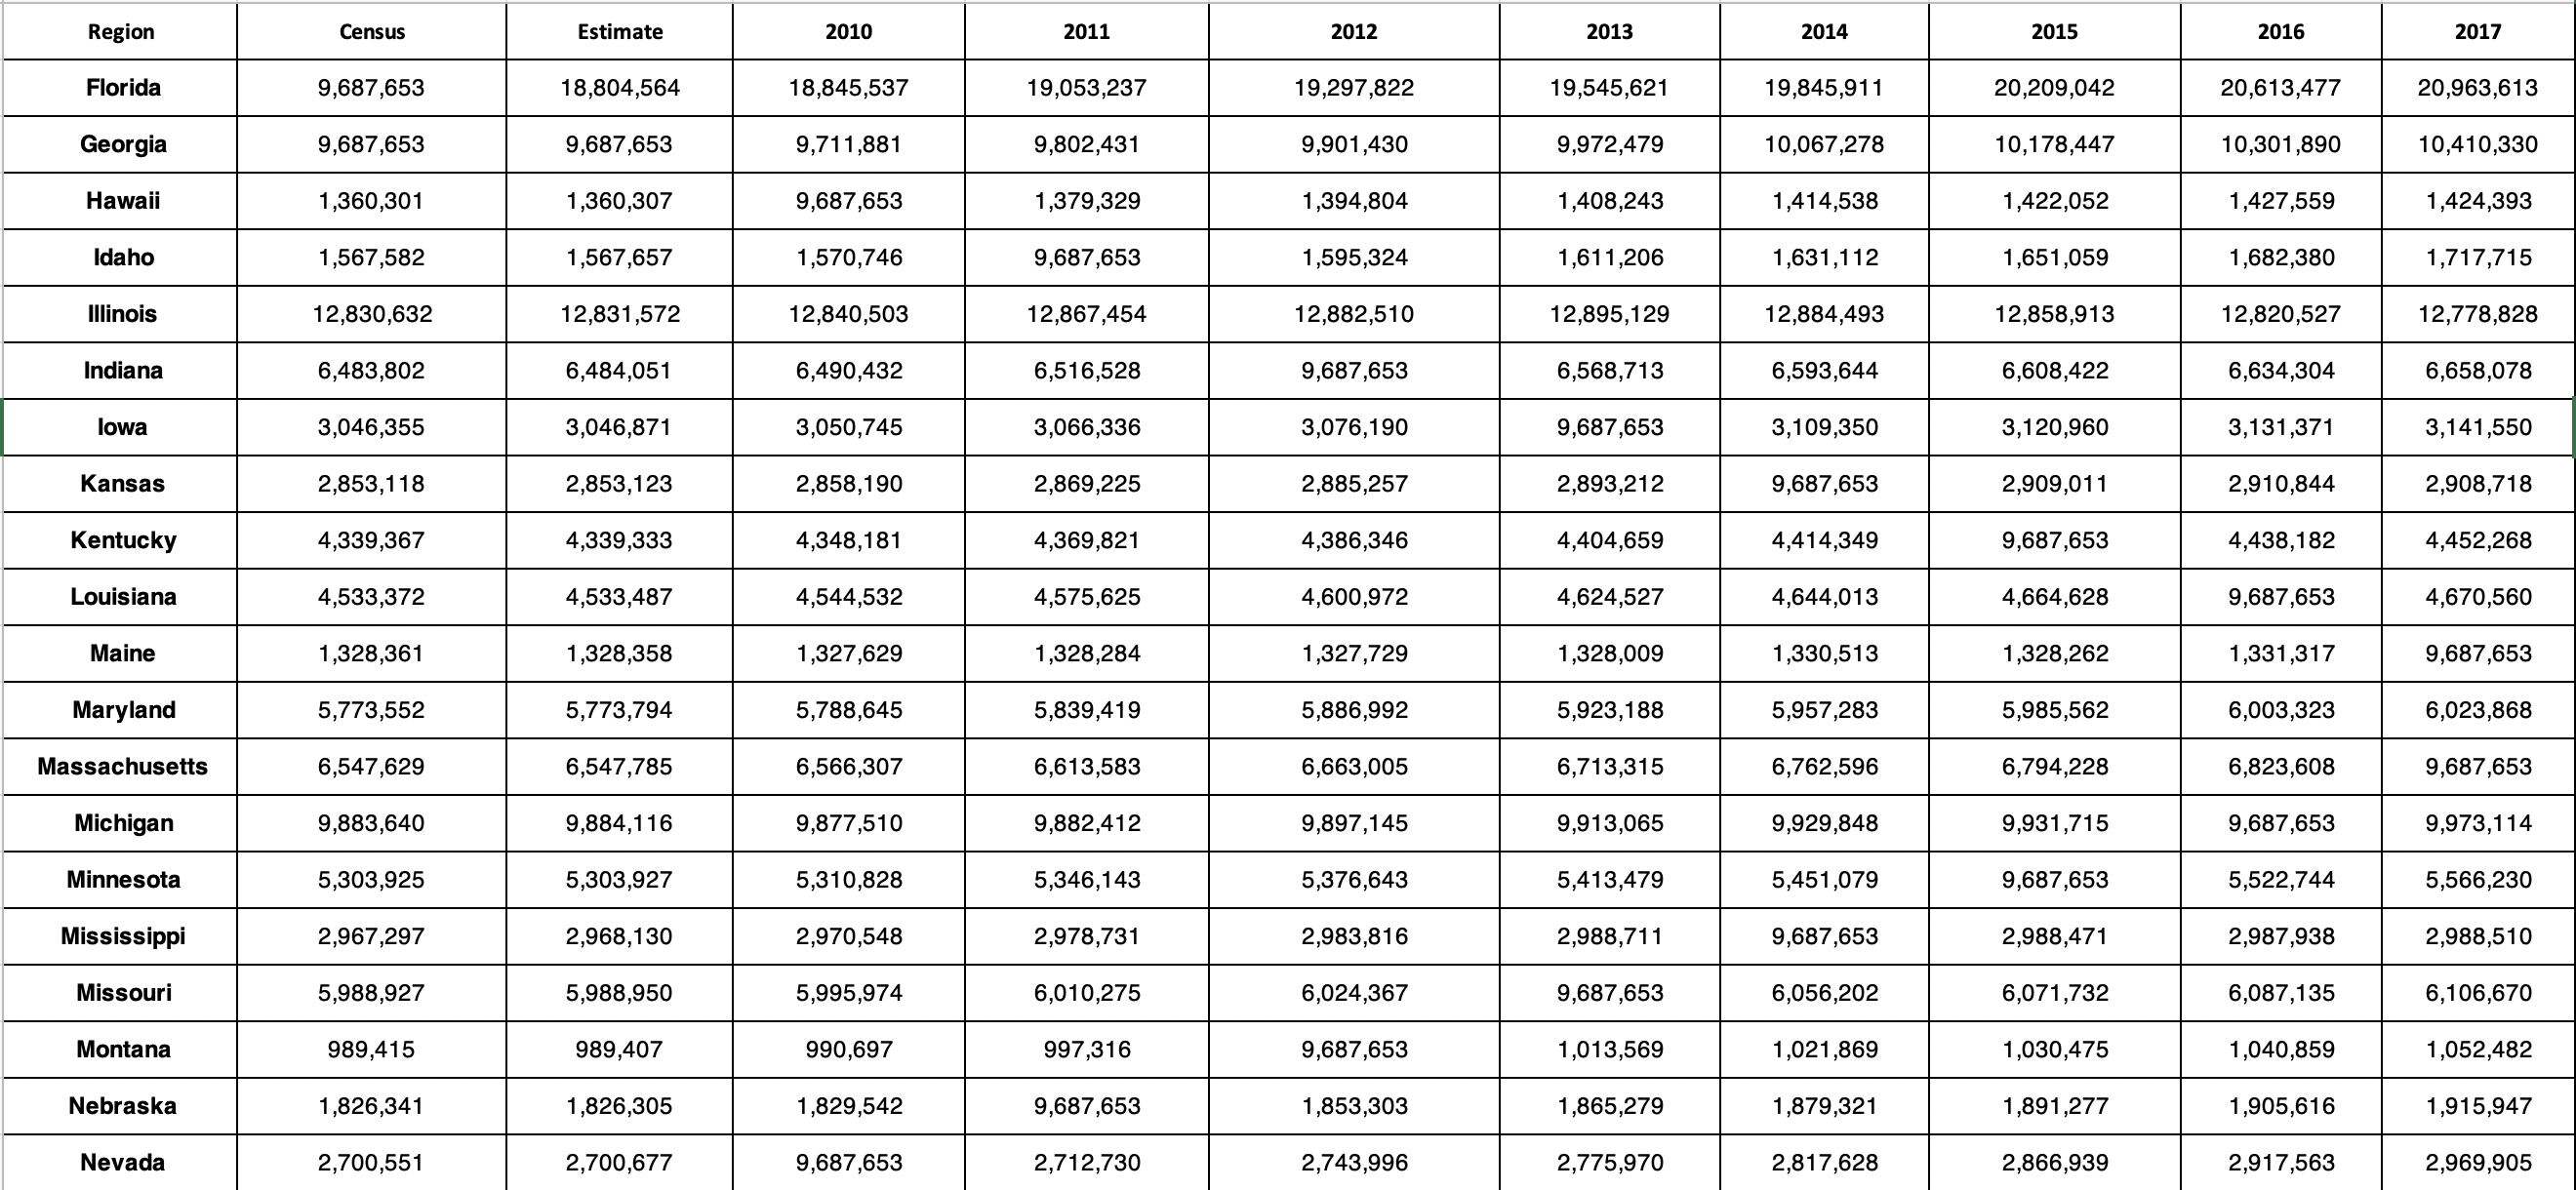 Region Census Estimate 2010 2011 2012 2013 2014 2015 2016 2017
Florida 9,687,653 18,804,564 18,845,537 19,053,237 19,297,822 19,545,621 19,845,911 20,209,042 20,613,477 20,963,613
Georgia 9,687,653 9,687,653 9,711,881 9,802,431 9,901,430 9,972,479 10,067,278 10,178,447 10,301,890 10,410,330
Hawaii 1,360,301 1,360,307 9,687,653 1,379,329 1,394,804 1,408,243 1,414,538 1,422,052 1,427,559 1,424,393
Idaho 1,567,582 1,567,657 1,570,746 9,687,653 1,595,324 1,611,206 1,631,112 1,651,059 1,682,380 1,717,715
Illinois 12,830,632 12,831,572 12,840,503 12,867,454 12,882,510 12,895,129 12,884,493 12,858,913 12,820,527 12,778,828
Indiana 6,483,802 6,484,051 6,490,432 6,516,528 9,687,653 6,568,713 6,593,644 6,608,422 6,634,304 6,658,078
Iowa 3,046,355 3,046,871 3,050,745 3,066,336 3,076,190 9,687,653 3,109,350 3,120,960 3,131,371 3,141,550
Kansas 2,853,118 2,853,123 2,858,190 2,869,225 2,885,257 2,893,212 9,687,653 2,909,011 2,910,844 2,908,718
Kentucky 4,339,367 4,339,333 4,348,181 4,369,821 4,386,346 4,404,659 4,414,349 9,687,653 4,438,182 4,452,268
Louisiana 4,533,372 4,533,487 4,544,532 4,575,625 4,600,972 4,624,527 4,644,013 4,664,628 9,687,653 4,670,560
Maine 1,328,361 1,328,358 1,327,629 1,328,284 1,327,729 1,328,009 1,330,513 1,328,262 1,331,317 9,687,653
Maryland 5,773,552 5,773,794 5,788,645 5,839,419 5,886,992 5,923,188 5,957,283 5,985,562 6,003,323 6,023,868
Massachusetts 6,547,629 6,547,785 6,566,307 6,613,583 6,663,005 6,713,315 6,762,596 6,794,228 6,823,608 9,687,653
Michigan 9,883,640 9,884,116 9,877,510 9,882,412 9,897,145 9,913,065 9,929,848 9,931,715 9,687,653 9,973,114
Minnesota 5,303,925 5,303,927 5,310,828 5,346,143 5,376,643 5,413,479 5,451,079 9,687,653 5,522,744 5,566,230
Mississippi 2,967,297 2,968,130 2,970,548 2,978,731 2,983,816 2,988,711 9,687,653 2,988,471 2,987,938 2,988,510
Missouri 5,988,927 5,988,950 5,995,974 6,010,275 6,024,367 9,687,653 6,056,202 6,071,732 6,087,135 6,106,670
Montana 989,415 989,407 990,697 997,316 9,687,653 1,013,569 1,021,869 1,030,475 1,040,859 1,052,482
Nebraska 1,826,341 1,826,305 1,829,542 9,687,653 1,853,303 1,865,279 1,879,321 1,891,277 1,905,616 1,915,947
Nevada 2,700,551 2,700,677 9,687,653 2,712,730 2,743,996 2,775,970 2,817,628 2,866,939 2,917,563 2,969,905